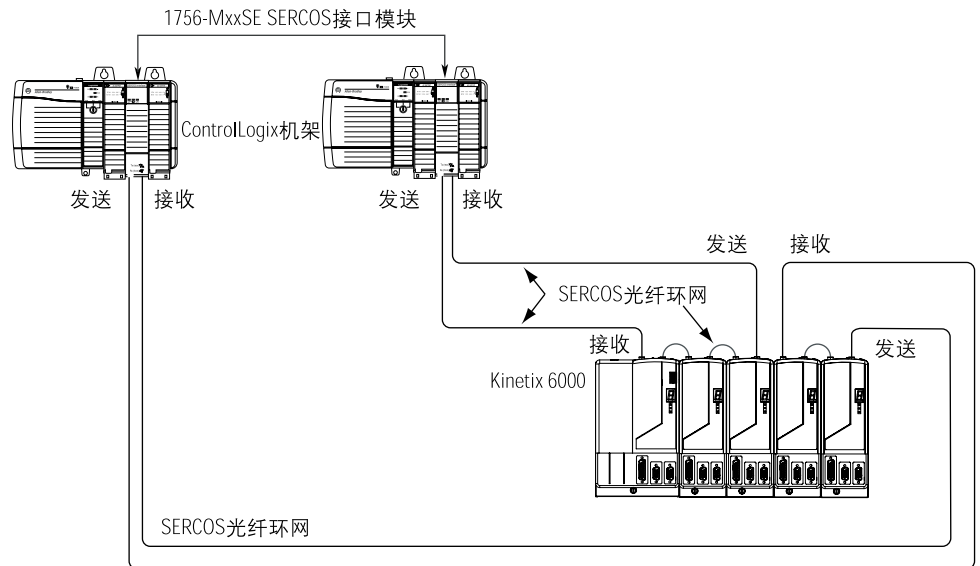 1756-MxxSE SERCOS接口模块
ControlLogix机架
发送 接收
发送 接收
发送 接收
SERCOS光纤环网
接收
发送
Kinetix 6000
SERCOS光纤环网